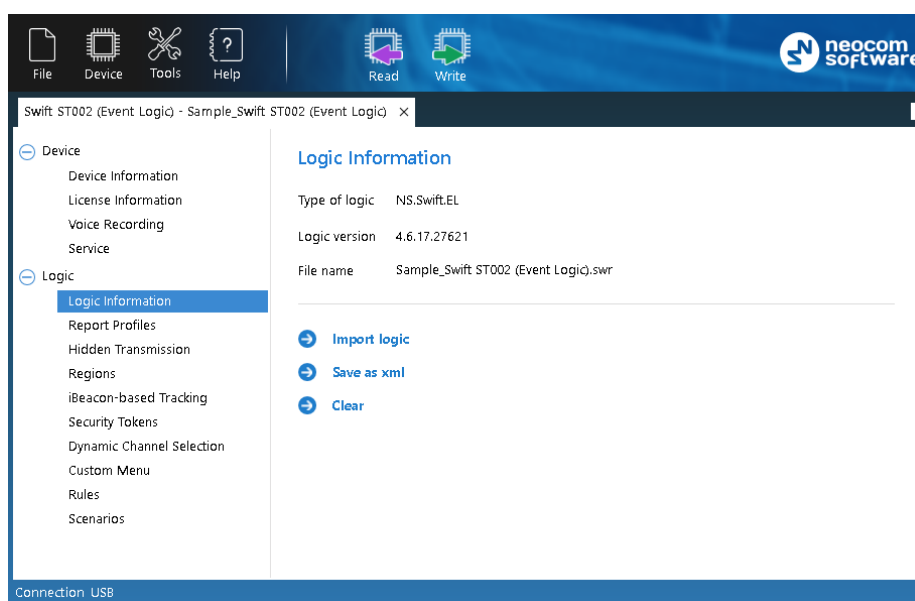 File Device Tools Help Read Write
neocom
software
Swift ST002 (Event Logic) - Sample_Swift ST002 (Event Logic) ×
Device
Device Information
License Information
Voice Recording
Service
Logic
Logic Information
Report Profiles
Hidden Transmission
Regions
iBeacon-based Tracking
Security Tokens
Dynamic Channel Selection
Custom Menu
Rules
Scenarios
Logic Information
Type of logic NS.Swift.EL
Logic version 4.6.17.27621
File name Sample_Swift ST002 (Event Logic).swr
Import logic
Save as xml
Clear
Connection USB